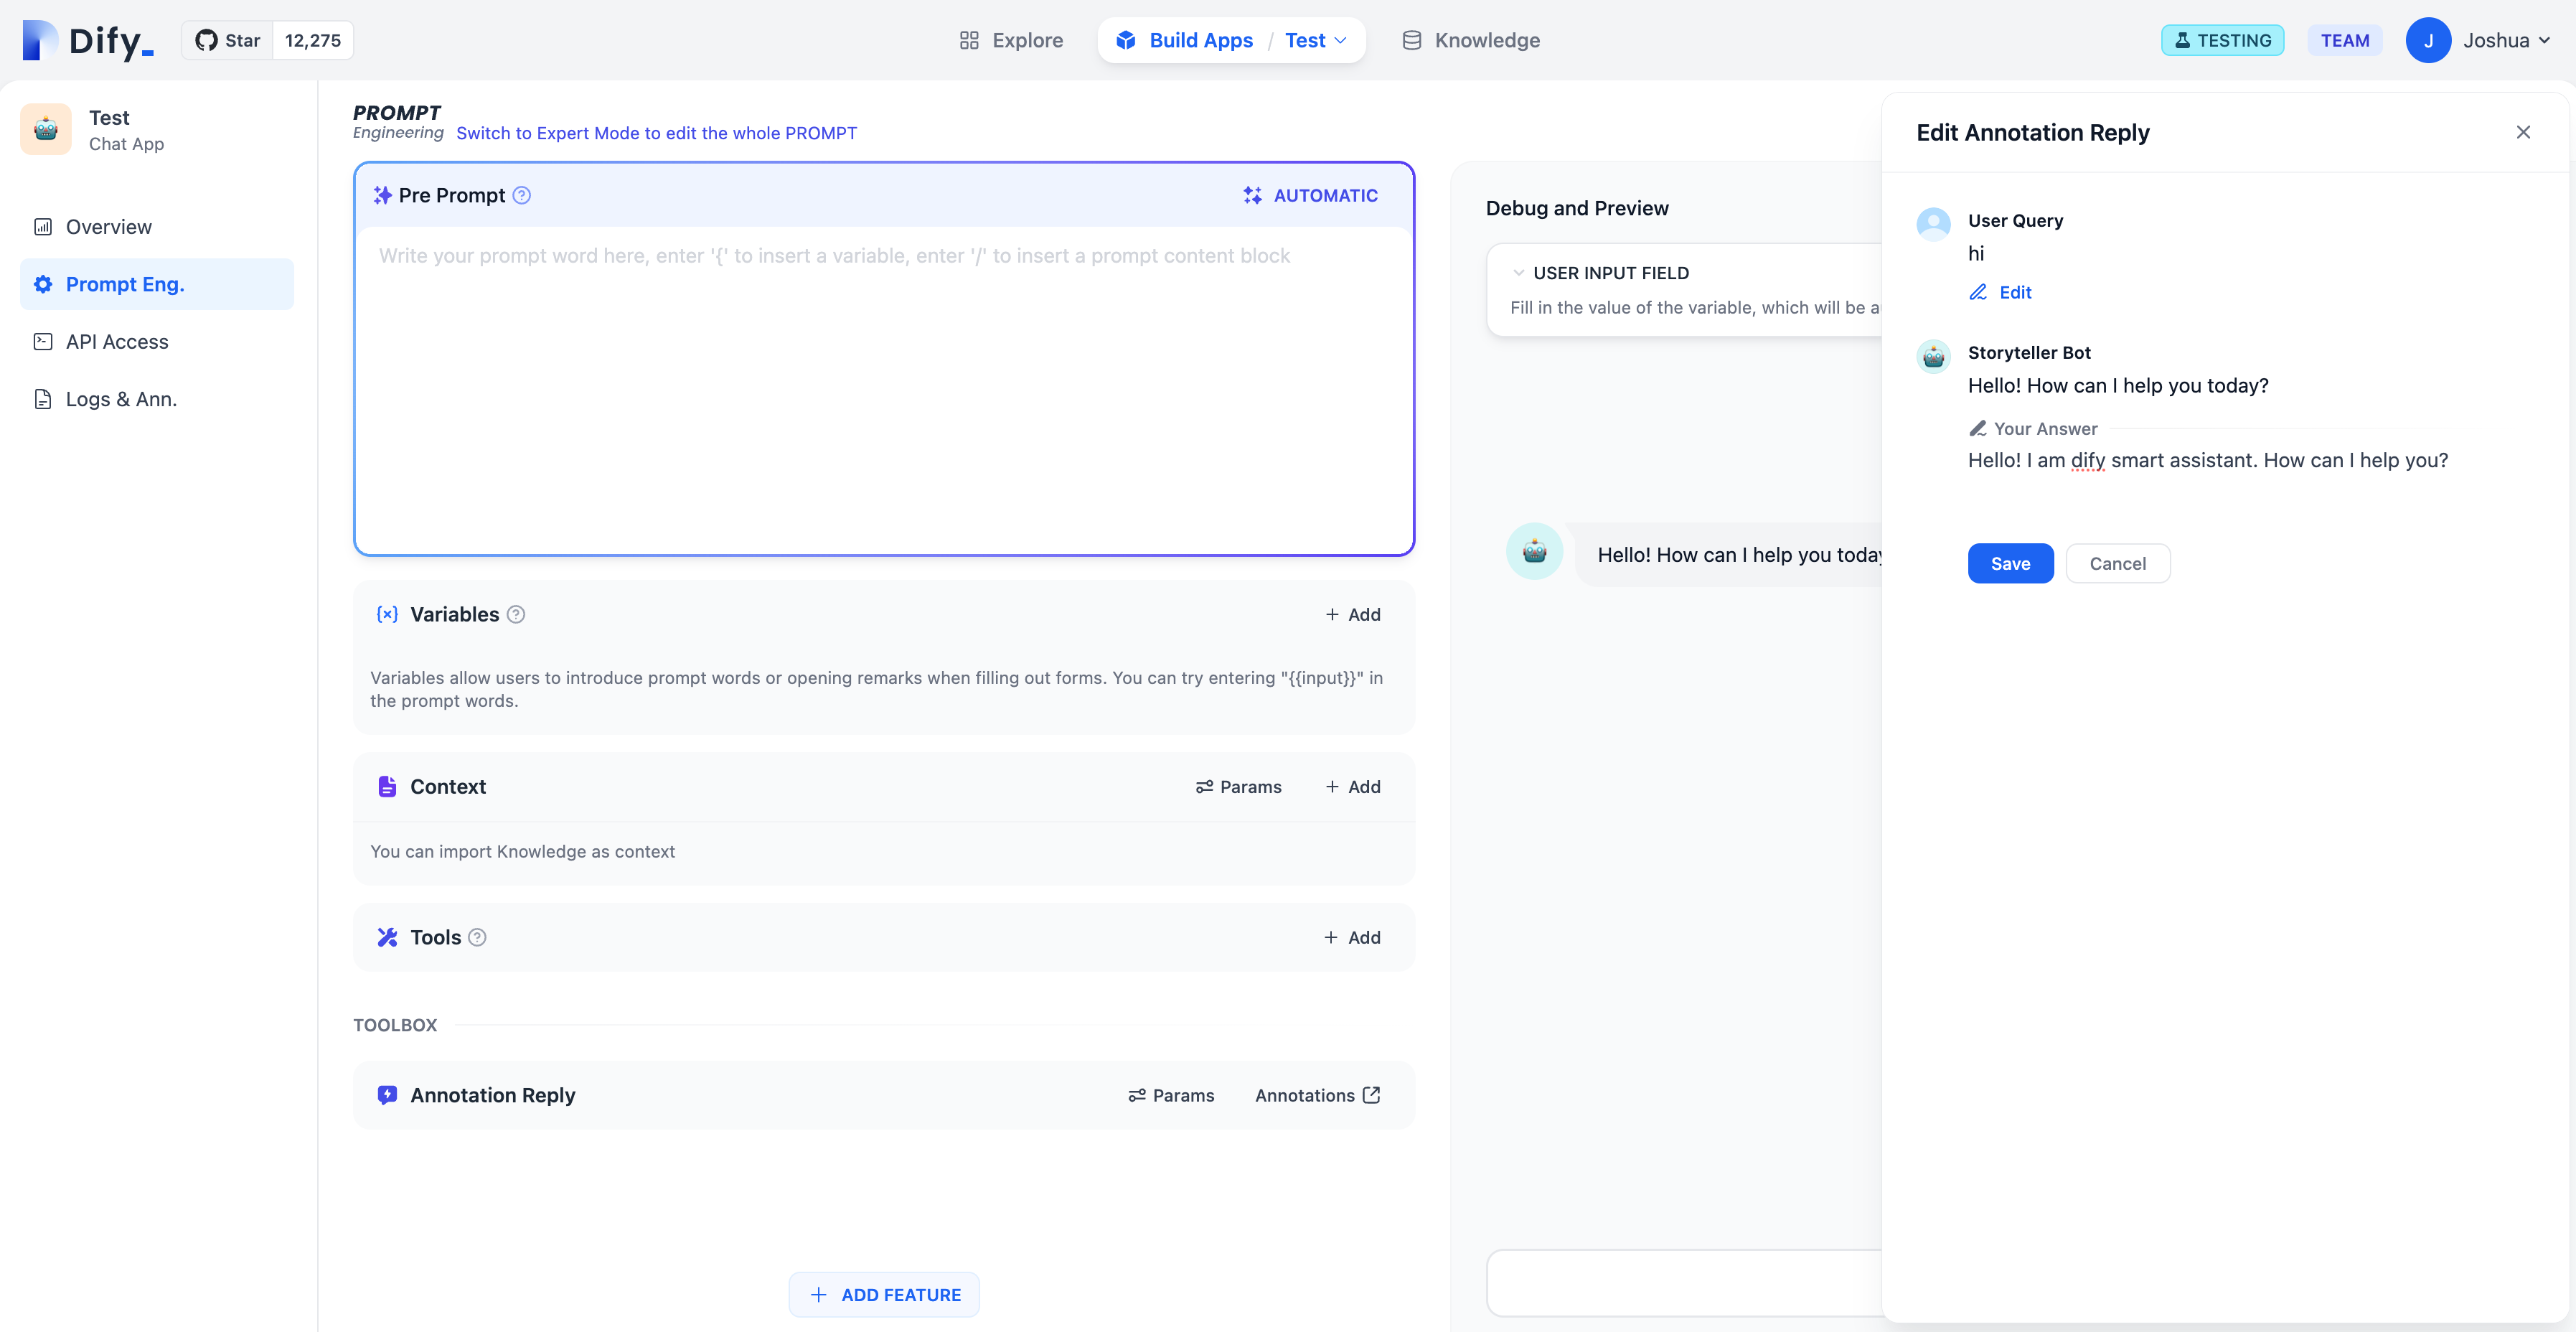 Dify_
Star 12,275
Explore
Build Apps / Test
Knowledge
TESTING
TEAM
J Joshua
Test
Chat App
Overview
Prompt Eng.
API Access
Logs & Ann.
PROMPT
Engineering Switch to Expert Mode to edit the whole PROMPT
Pre Prompt
AUTOMATIC
Write your prompt word here, enter '{' to insert a variable, enter '/' to insert a prompt content block
{x} Variables
+ Add
Variables allow users to introduce prompt words or opening remarks when filling out forms. You can try entering "{{input}}" in
the prompt words.
Context
Params
+ Add
You can import Knowledge as context
Tools
+ Add
TOOLBOX
Annotation Reply
Params
Annotations
+ ADD FEATURE
Debug and Preview
USER INPUT FIELD
Fill in the value of the variable, which will be a
Hello! How can I help you today
Edit Annotation Reply
User Query
hi
Edit
Storyteller Bot
Hello! How can I help you today?
Your Answer
Hello! I am dify smart assistant. How can I help you?
Save
Cancel